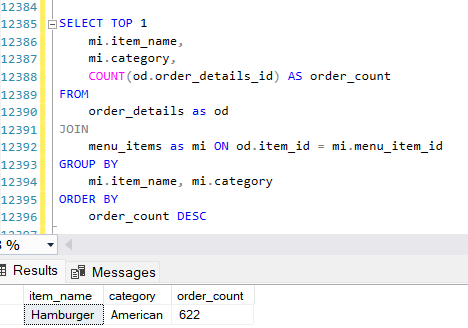 12384
12385 SELECT TOP 1
12386 mi.item_name,
12387 mi.category,
12388 COUNT(od.order_details_id) AS order_count
12389 FROM
12390 order_details as od
12391 JOIN
12392 menu_items as mi ON od.item_id = mi.menu_item_id
12393 GROUP BY
12394 mi.item_name, mi.category
12395 ORDER BY
12396 order_count DESC
%
Results Messages
item_name category order_count
Hamburger American 622